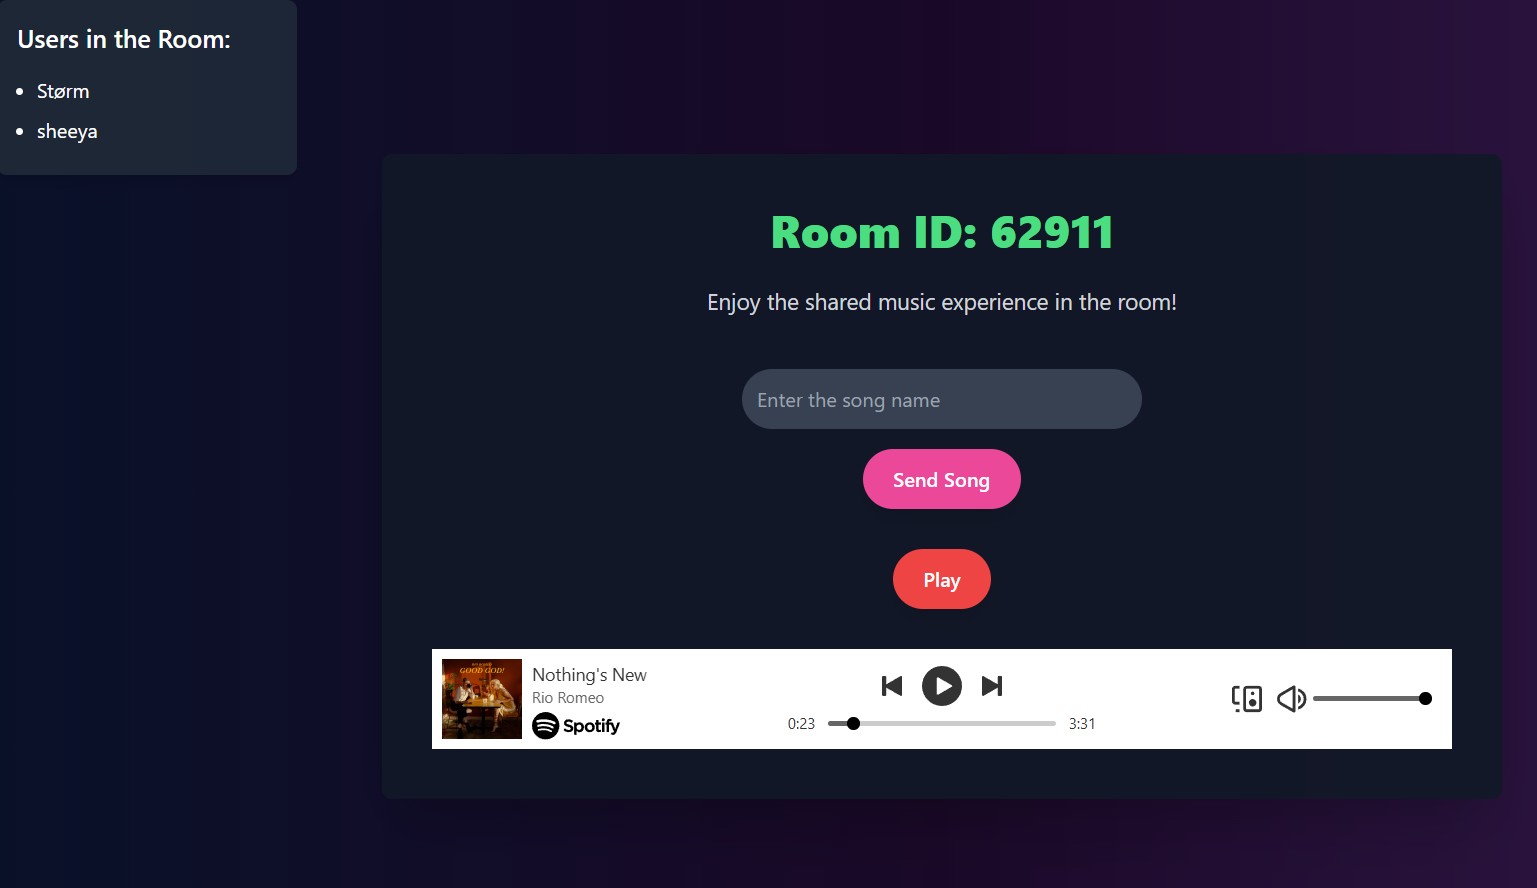 Users in the Room:
Størm
sheeya
Room ID: 62911
Enjoy the shared music experience in the room!
Enter the song name
Send Song
Play
GOOD GOD!
Nothing's New
Rio Romeo
Spotify
0:23
3:31